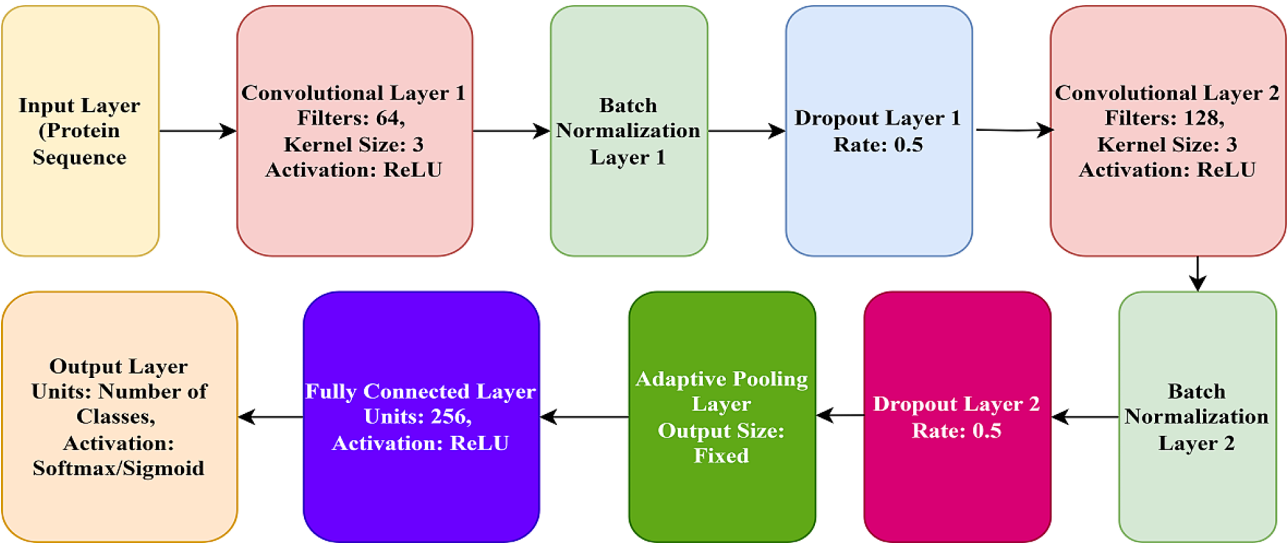 Input Layer
(Protein
Sequence
Convolutional Layer 1
Filters: 64,
Kernel Size: 3
Activation: ReLU
Batch
Normalization
Layer 1
Dropout Layer 1
Rate: 0.5
Convolutional Layer 2
Filters: 128,
Kernel Size: 3
Activation: ReLU
Batch
Normalization
Layer 2
Dropout Layer 2
Rate: 0.5
Adaptive Pooling
Layer
Output Size:
Fixed
Fully Connected Layer
Units: 256,
Activation: ReLU
Output Layer
Units: Number of
Classes,
Activation:
Softmax/Sigmoid